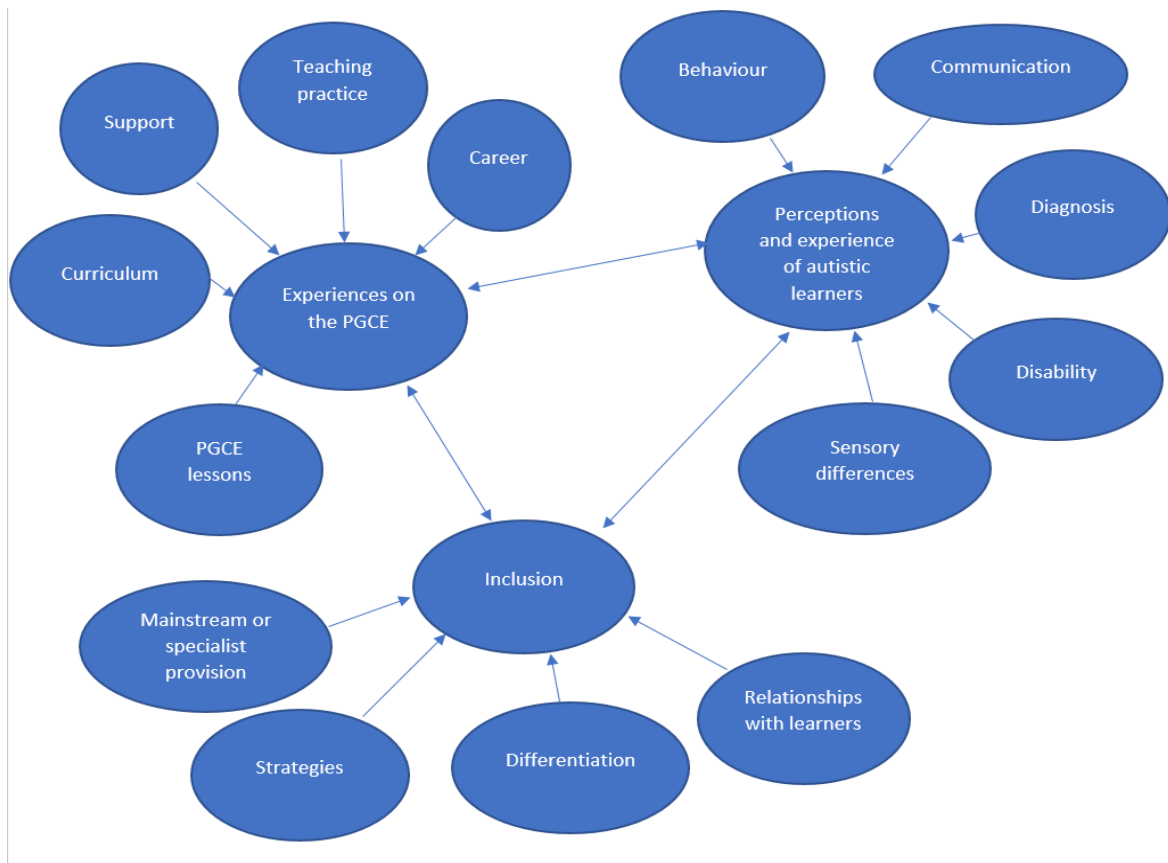 Teaching
practice
Behaviour
Communication
Support
Career
Curriculum
Experiences on
the PGCE
Perceptions
and experience
of autistic
learners
Diagnosis
Disability
PGCE
lessons
Sensory
differences
Inclusion
Mainstream or
specialist
provision
Relationships
with learners
Strategies
Differentiation